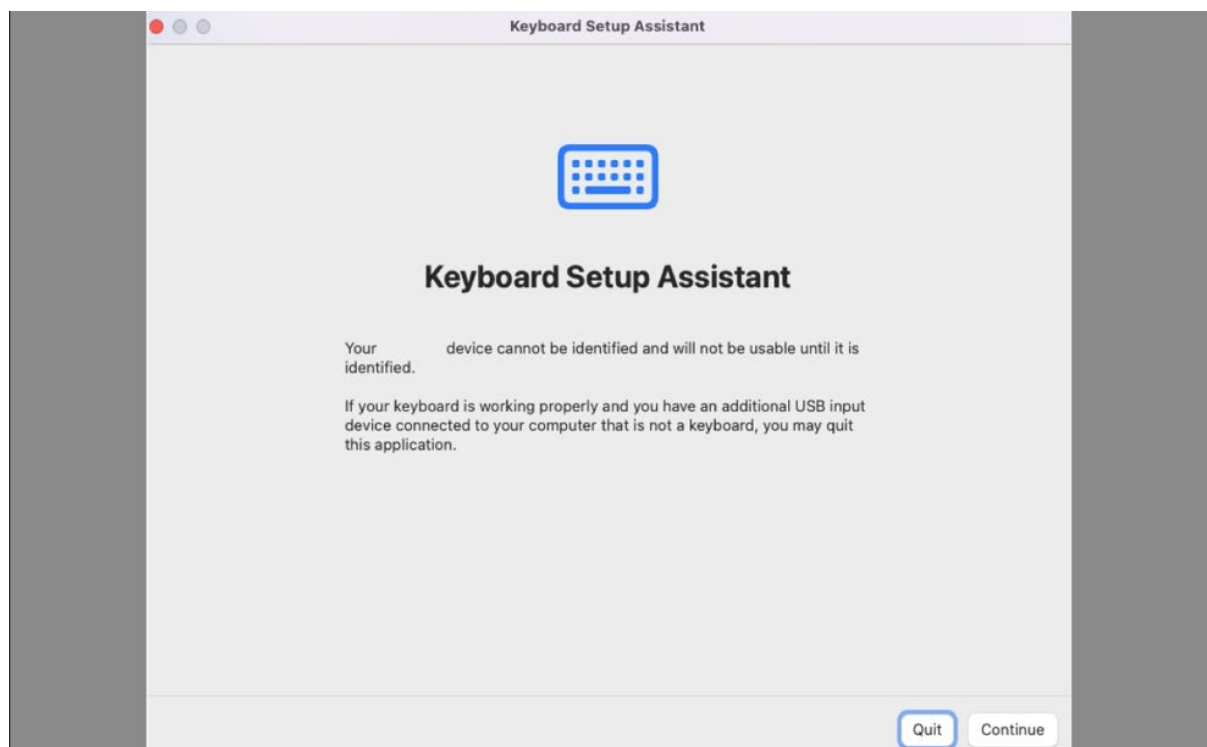 Keyboard Setup Assistant
Keyboard Setup Assistant
Your device cannot be identified and will not be usable until it is
identified.
If your keyboard is working properly and you have an additional USB input
device connected to your computer that is not a keyboard, you may quit
this application.
Quit Continue